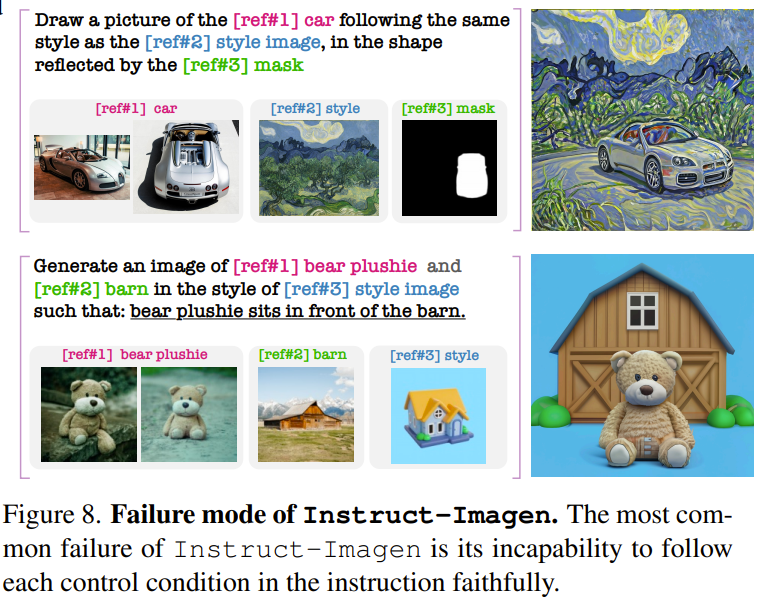 Draw a picture of the [ref#1] car following the same
style as the [ref#2] style image, in the shape
reflected by the [ref#3] mask
[ref#1] car
[ref#2] style
[ref#3] mask
Generate an image of [ref#1] bear plushie and
[ref#2] barn in the style of [ref#3] style image
such that: bear plushie sits in front of the barn.
[ref#1] bear plushie
[ref#2] barn
[ref#3] style
Figure 8. Failure mode of Instruct-Imagen. The most com-
mon failure of Instruct-Imagen is its incapability to follow
each control condition in the instruction faithfully.